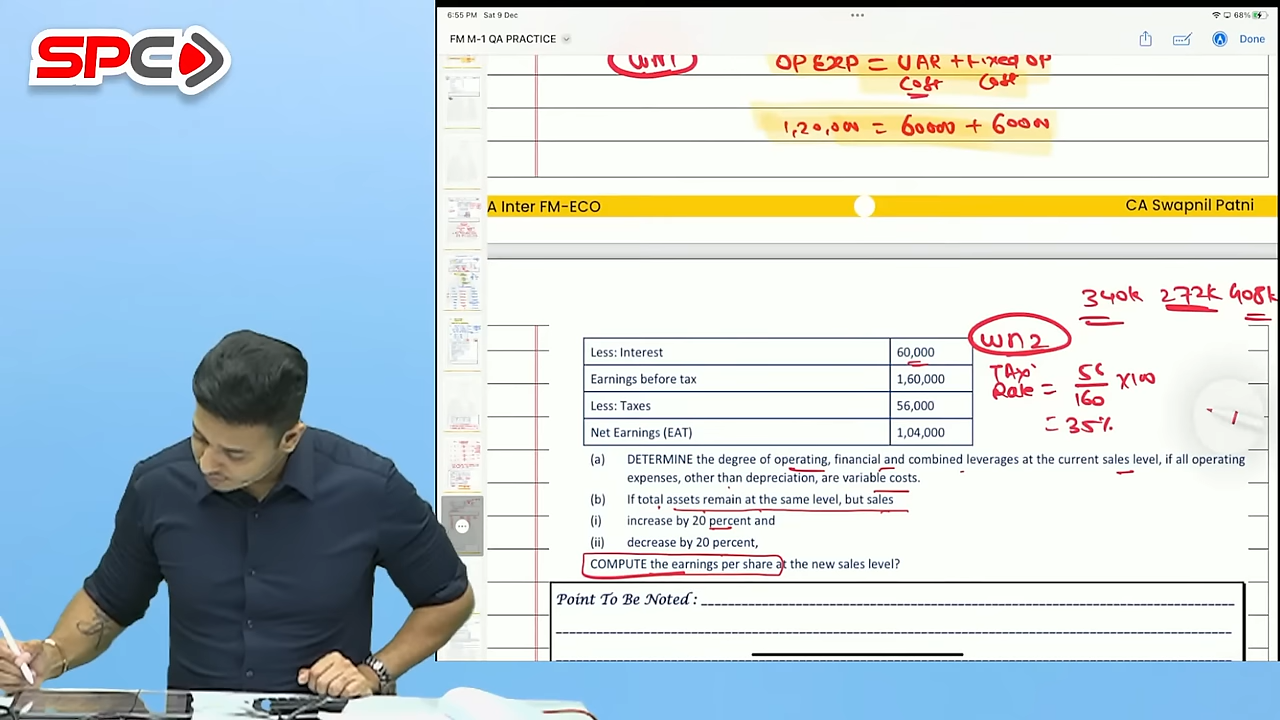 SPC
6:55 PM Sat 9 Dec
68%
FM M-1 QA PRACTICE
Done
WN1
OP EXP = VAR + Fixed OP
Cost Cost
1,20,000 = 60000 + 60000
A Inter FM-ECO
CA Swapnil Patni
340k 272k 408k
WN2
Less: Interest 60,000
Earnings before tax 1,60,000
Less: Taxes 56,000
Net Earnings (EAT) 1,04,000
TAX
Rate = 56/160 ×100
= 35%
(a) DETERMINE the degree of operating, financial and combined leverages at the current sales level, if all operating
expenses, other than depreciation, are variable costs.
(b) If total assets remain at the same level, but sales
(i) increase by 20 percent and
(ii) decrease by 20 percent,
COMPUTE the earnings per share at the new sales level?
Point To Be Noted :